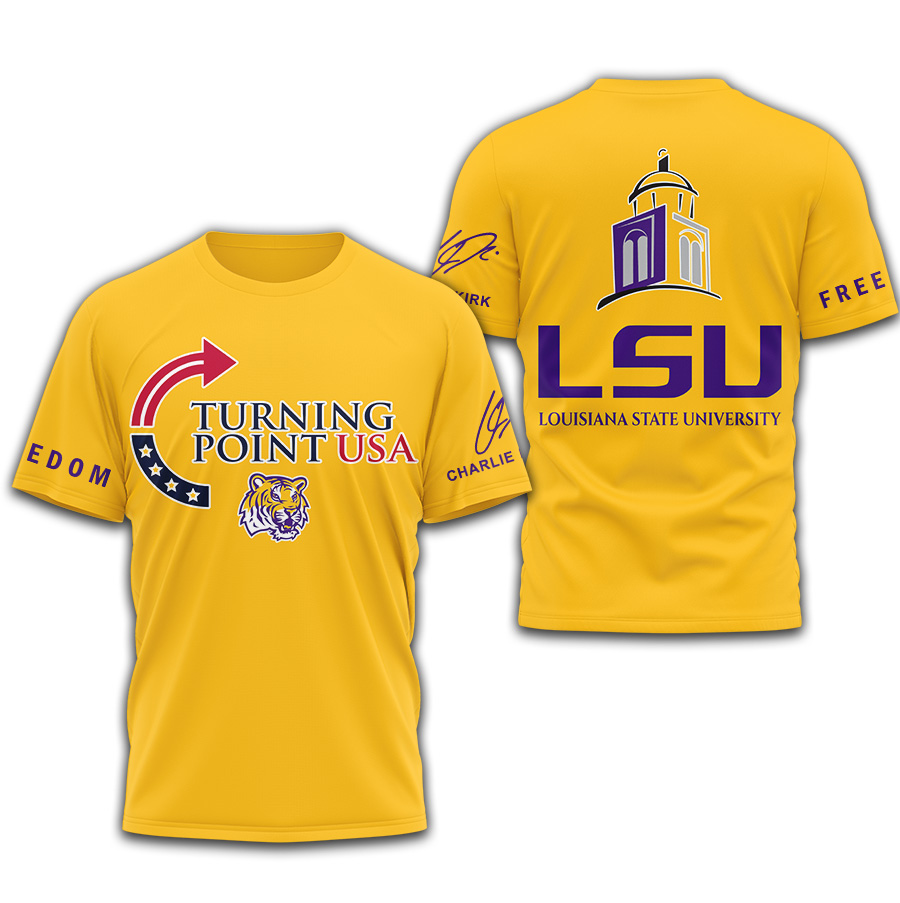 TURNING
POINT USA
EDOM
CHARLIE
KIRK
FREE
LSU
LOUISIANA STATE UNIVERSITY